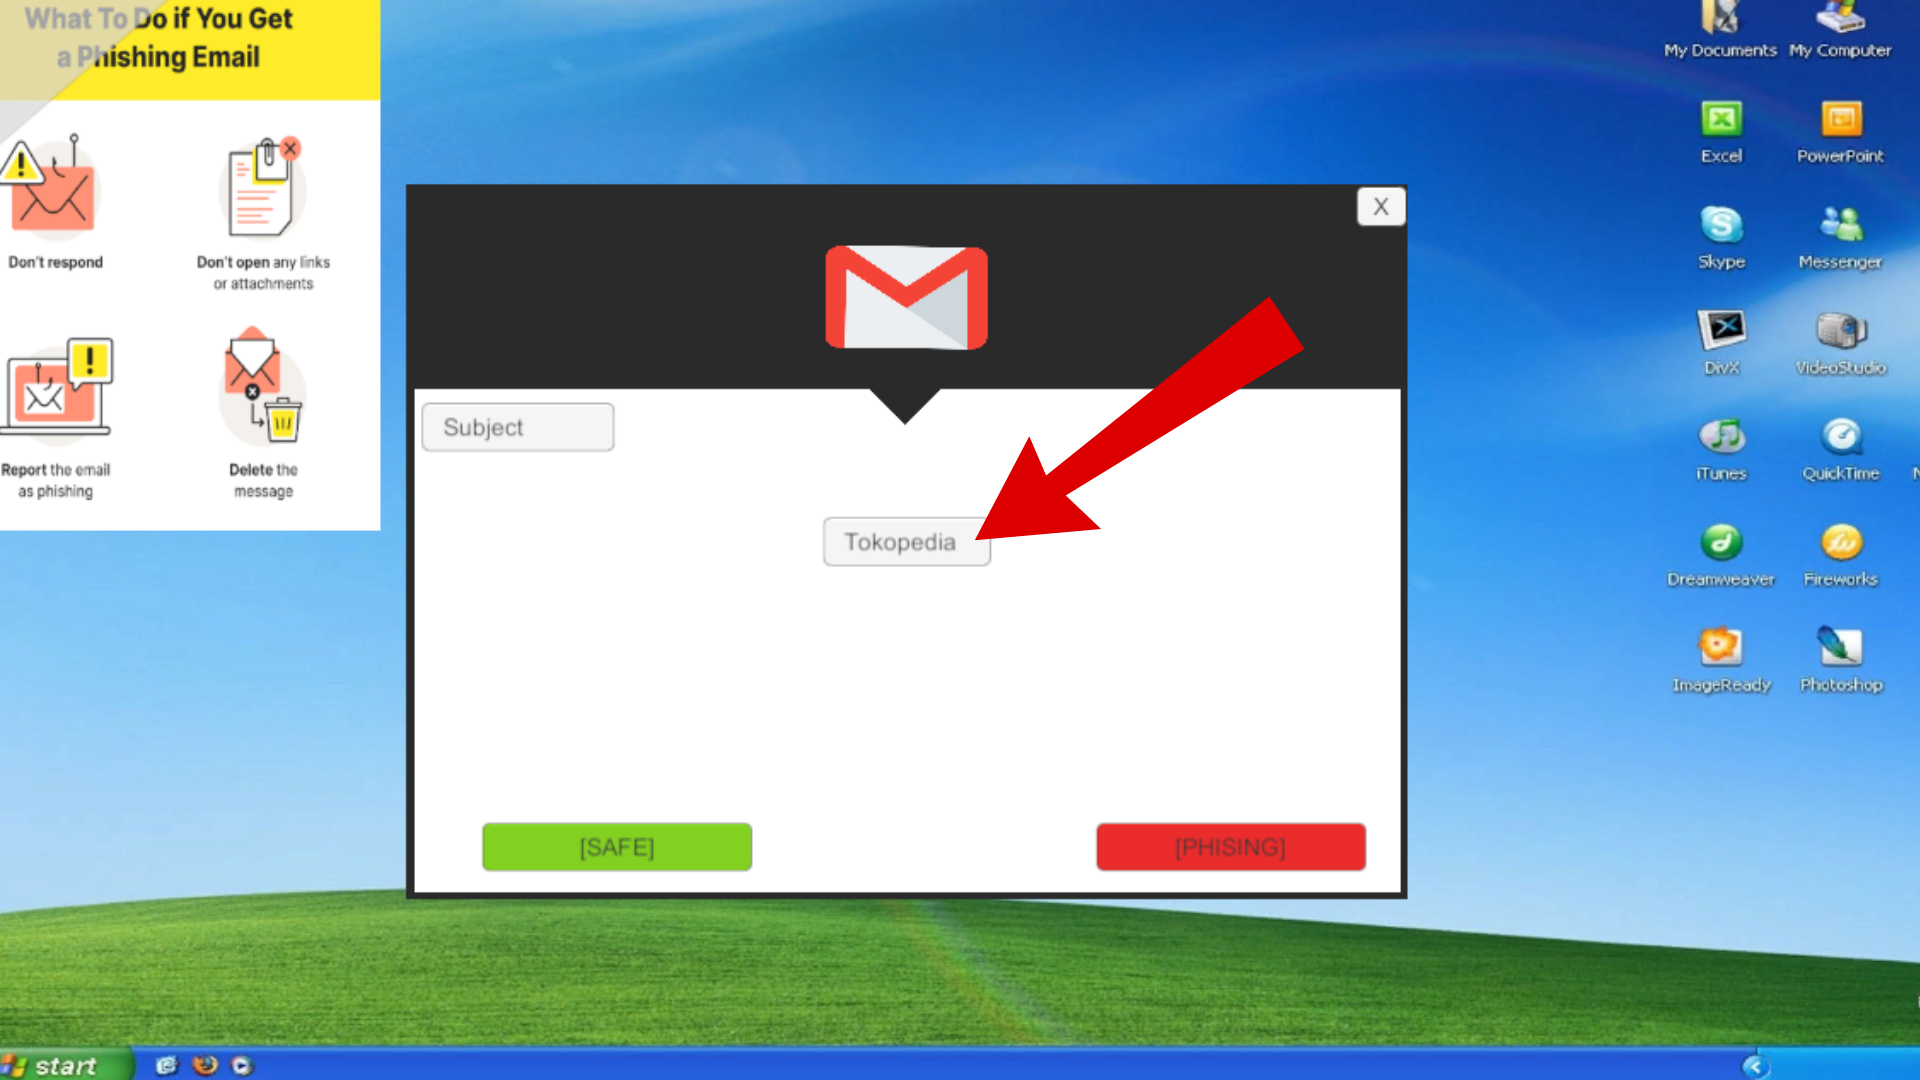 What To Do if You Get
a Phishing Email
Don't respond
Don't open any links
or attachments
Report the email
as phishing
Delete the
message
X
Subject
Tokopedia
[SAFE]
[PHISING]
My Documents
My Computer
Excel
PowerPoint
Skype
Messenger
DivX
VideoStudio
iTunes
QuickTime
Dreamweaver
Fireworks
ImageReady
Photoshop
start